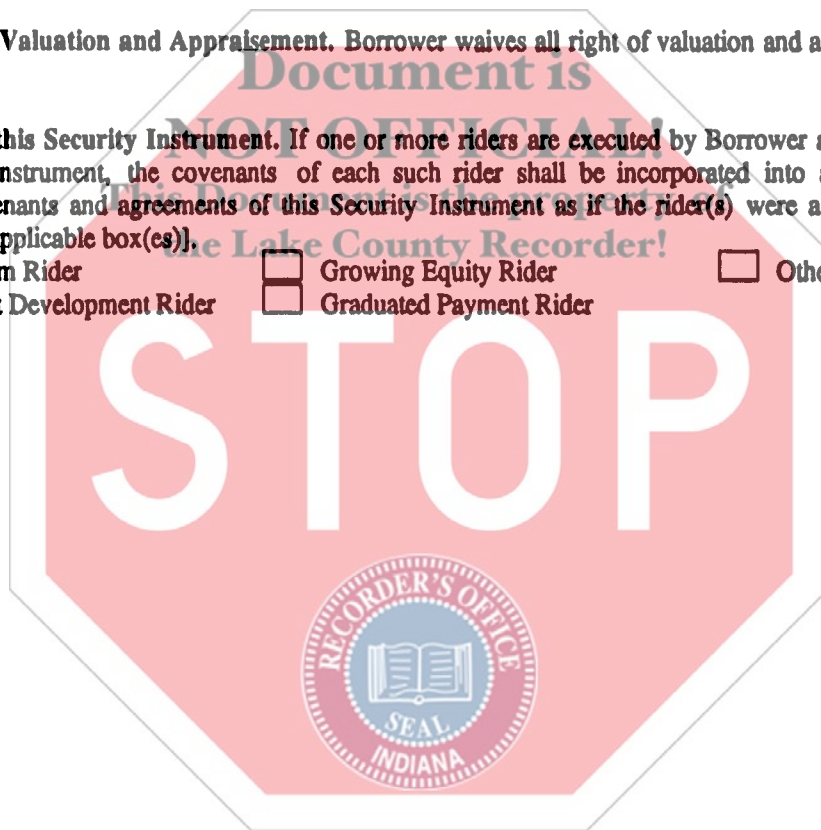 Valuation and Appraisement. Borrower waives all right of valuation and
Document is
this Security Instrument. If one or more riders are executed by Borrower
NOT OFFICIAL!
nstrument, the covenants of each such rider shall be incorporated into
This Document is the property of
nants and agreements of this Security Instrument as if the rider(s) were
pplicable box(es)].
the Lake County Recorder!
Rider
Growing Equity Rider
Othe
Development Rider
Graduated Payment Rider
STOP
RECORDER'S OFFICE
SEAL
INDIANA